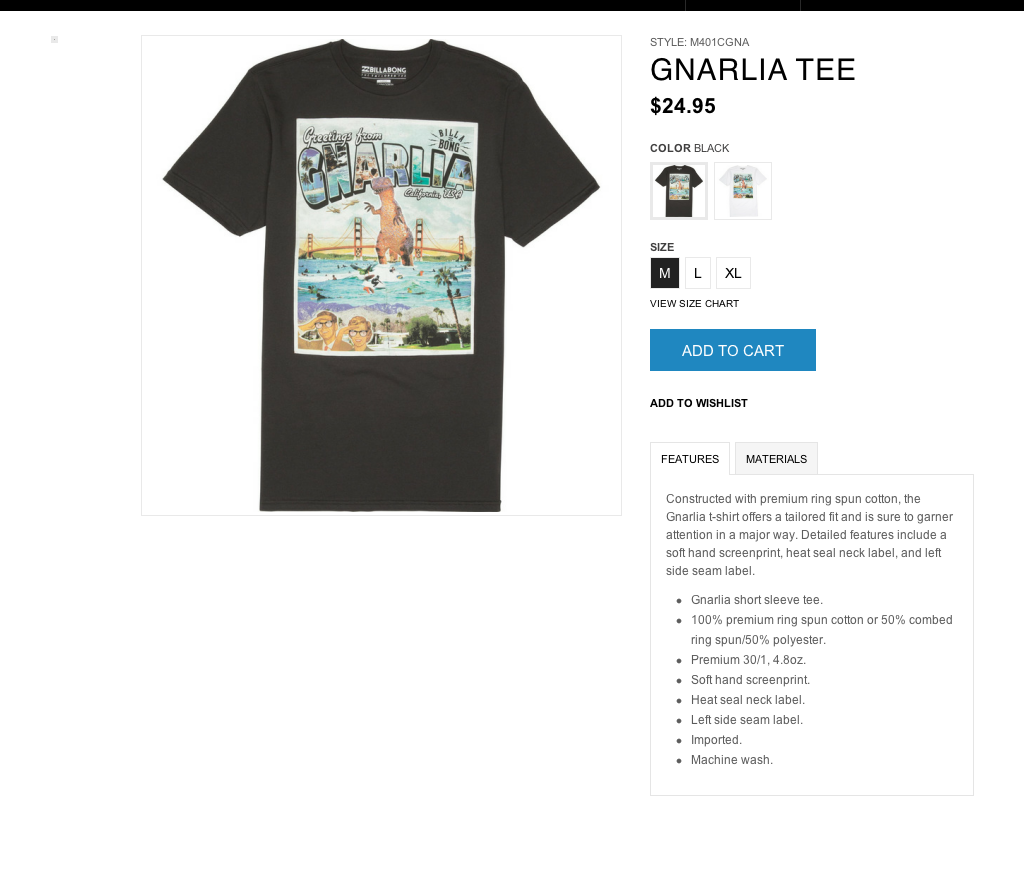 BILLABONG
Greetings from
BILLA
BONG
GNARLIA
California, USA
STYLE: M401CGNA
GNARLIA TEE
$24.95
COLOR BLACK
SIZE
M L XL
VIEW SIZE CHART
ADD TO CART
ADD TO WISHLIST
FEATURES MATERIALS
Constructed with premium ring spun cotton, the
Gnarlia t-shirt offers a tailored fit and is sure to garner
attention in a major way. Detailed features include a
soft hand screenprint, heat seal neck label, and left
side seam label.
Gnarlia short sleeve tee.
100% premium ring spun cotton or 50% combed
ring spun/50% polyester.
Premium 30/1, 4.8oz.
Soft hand screenprint.
Heat seal neck label.
Left side seam label.
Imported.
Machine wash.